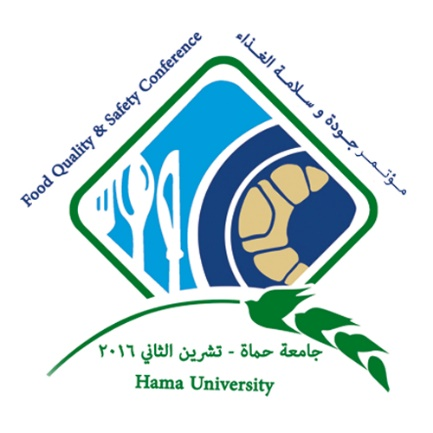 Food Quality & Safety Conference
مؤتمر جودة و سلامة الغذاء
جامعة حماة - تشرين الثاني ٢٠١٦
Hama University